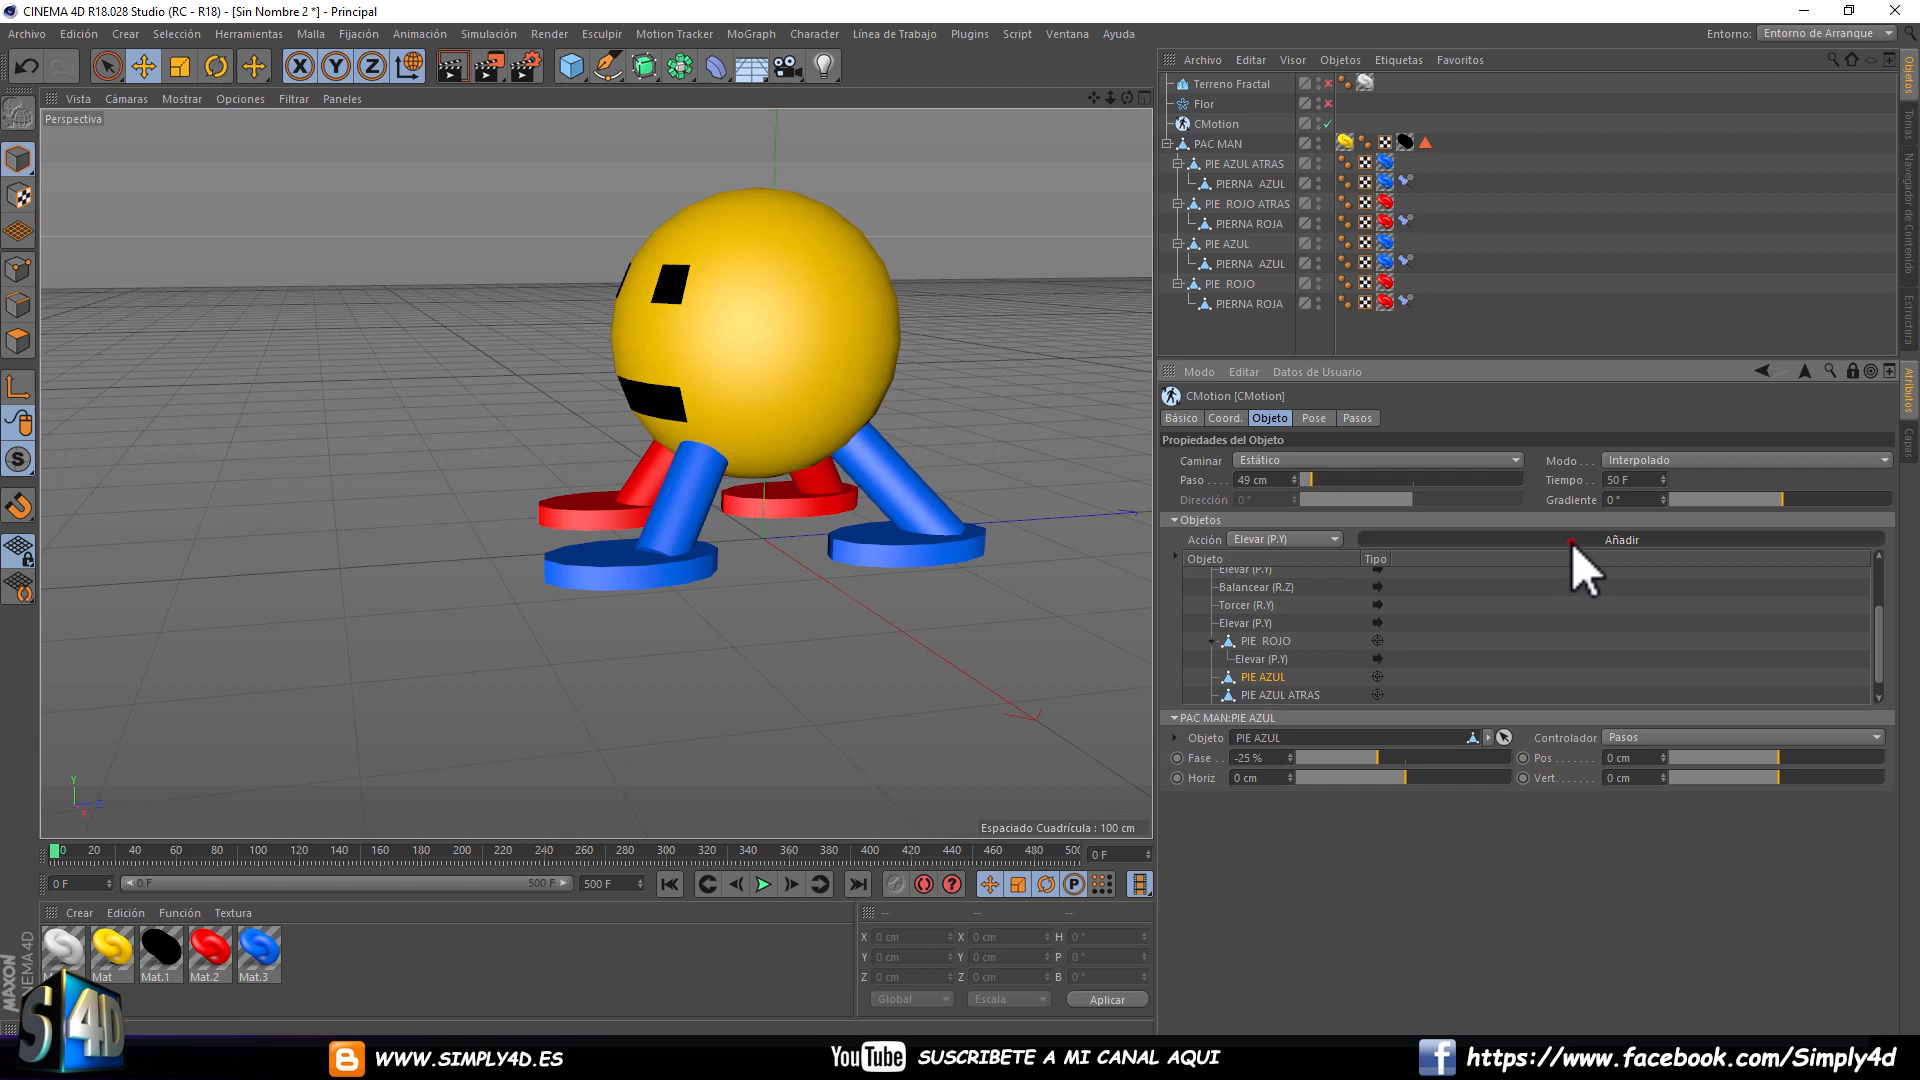 CINEMA 4D R18.028 Studio (RC - R18) - [Sin Nombre 2 *] - Principal
Archivo Edición Crear Selección Herramientas Malla Fijación Animación Simulación Render Esculpir Motion Tracker MoGraph Character Línea de Trabajo Plugins Script Ventana Ayuda Entorno: Entorno de Arranque
Vista Cámaras Mostrar Opciones Filtrar Paneles
Perspectiva
Espaciado Cuadrícula : 100 cm
Y
Z
X
Archivo Editar Visor Objetos Etiquetas Favoritos
Terreno Fractal
Flor
CMotion
PAC MAN
PIE AZUL ATRAS
PIERNA AZUL
PIE ROJO ATRAS
PIERNA ROJA
PIE AZUL
PIERNA AZUL
PIE ROJO
PIERNA ROJA
Objetos
Tomas
Navegador de Contenido
Estructura
Atributos
Capas
Modo Editar Datos de Usuario
CMotion [CMotion]
Básico Coord. Objeto Pose Pasos
Propiedades del Objeto
Caminar Estático Modo . . . Interpolado
Paso . . . . 49 cm Tiempo . . 50 F
Dirección 0 ° Gradiente 0 °
Objetos
Acción Elevar (P.Y) Añadir
Objeto Tipo
Elevar (P.Y)
Balancear (R.Z)
Torcer (R.Y)
Elevar (P.Y)
PIE ROJO
Elevar (P.Y)
PIE AZUL
PIE AZUL ATRAS
PAC MAN:PIE AZUL
Objeto PIE AZUL Controlador Pasos
Fase . . -25 % Pos . . . . . . . 0 cm
Horiz 0 cm Vert. . . . . . . 0 cm
0 20 40 60 80 100 120 140 160 180 200 220 240 260 280 300 320 340 360 380 400 420 440 460 480 500 0 F
0 F 0 F 500 F 500 F
Crear Edición Función Textura
Mat Mat.1 Mat.2 Mat.3
-- -- --
X 0 cm X 0 cm H 0 °
Y 0 cm Y 0 cm P 0 °
Z 0 cm Z 0 cm B 0 °
Global Escala Aplicar
MAXON
CINEMA 4D
S4D
WWW.SIMPLY4D.ES
YouTube SUSCRIBETE A MI CANAL AQUI
https://www.facebook.com/Simply4d